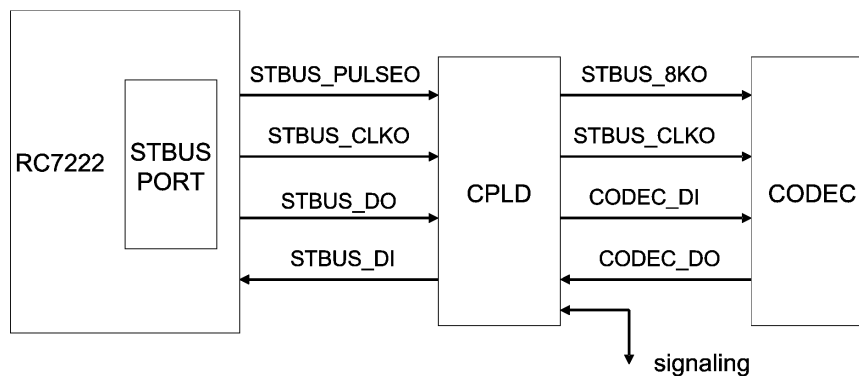 STBUS_PULSEO
STBUS_8KO
STBUS_CLKO
STBUS_CLKO
RC7222
STBUS
PORT
CPLD
CODEC
STBUS_DO
CODEC_DI
STBUS_DI
CODEC_DO
signaling